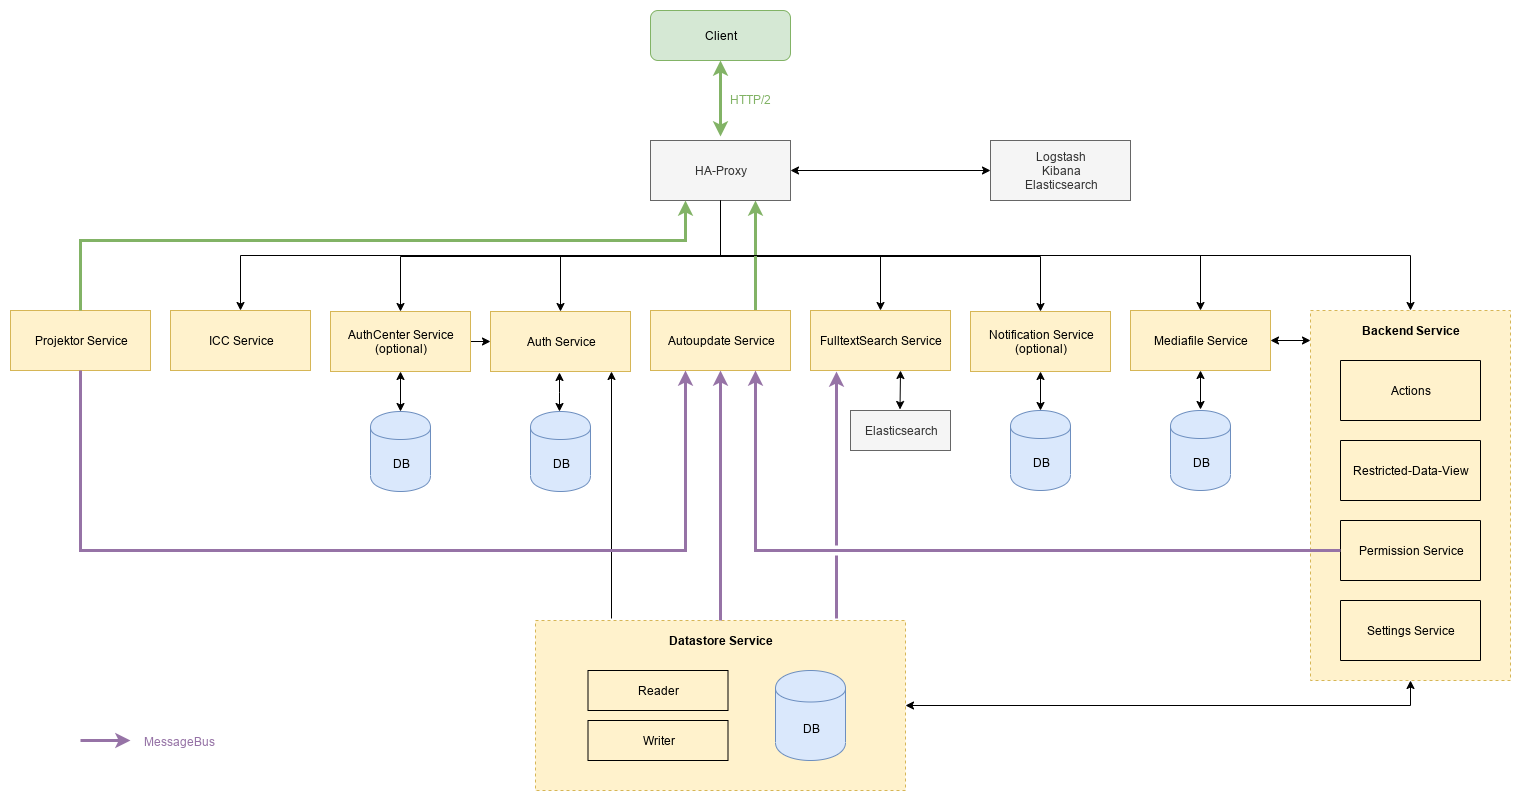 Client
HTTP/2
HA-Proxy
Logstash
Kibana
Elasticsearch
Projektor Service
ICC Service
AuthCenter Service
(optional)
Auth Service
Autoupdate Service
FulltextSearch Service
Notification Service
(optional)
Mediafile Service
Backend Service
Actions
Restricted-Data-View
Permission Service
Settings Service
DB
DB
Elasticsearch
DB
DB
Datastore Service
Reader
Writer
DB
MessageBus